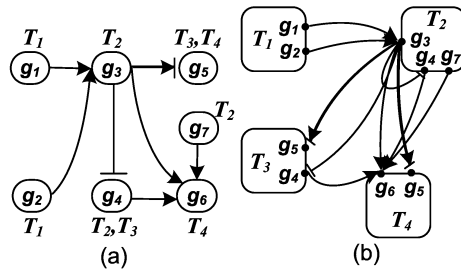 T1 T2 T3,T4
g1 g3 g5
g7 T2
g2 g4 g6
T1 T2,T3 T4
(a)
T1 g1 g2
T2 g3 g4 g7
T3 g5 g4
g6 g5 T4
(b)